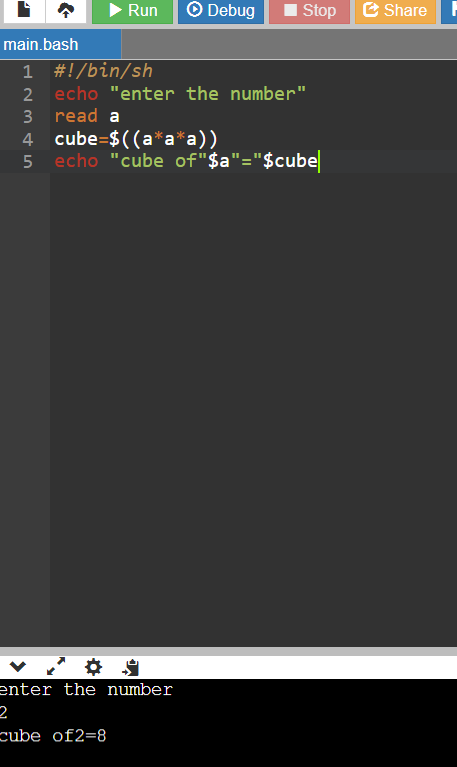 Run Debug Stop Share
main.bash
1 #!/bin/sh
2 echo "enter the number"
3 read a
4 cube=$((a*a*a))
5 echo "cube of"$a"="$cube
enter the number
2
cube of2=8